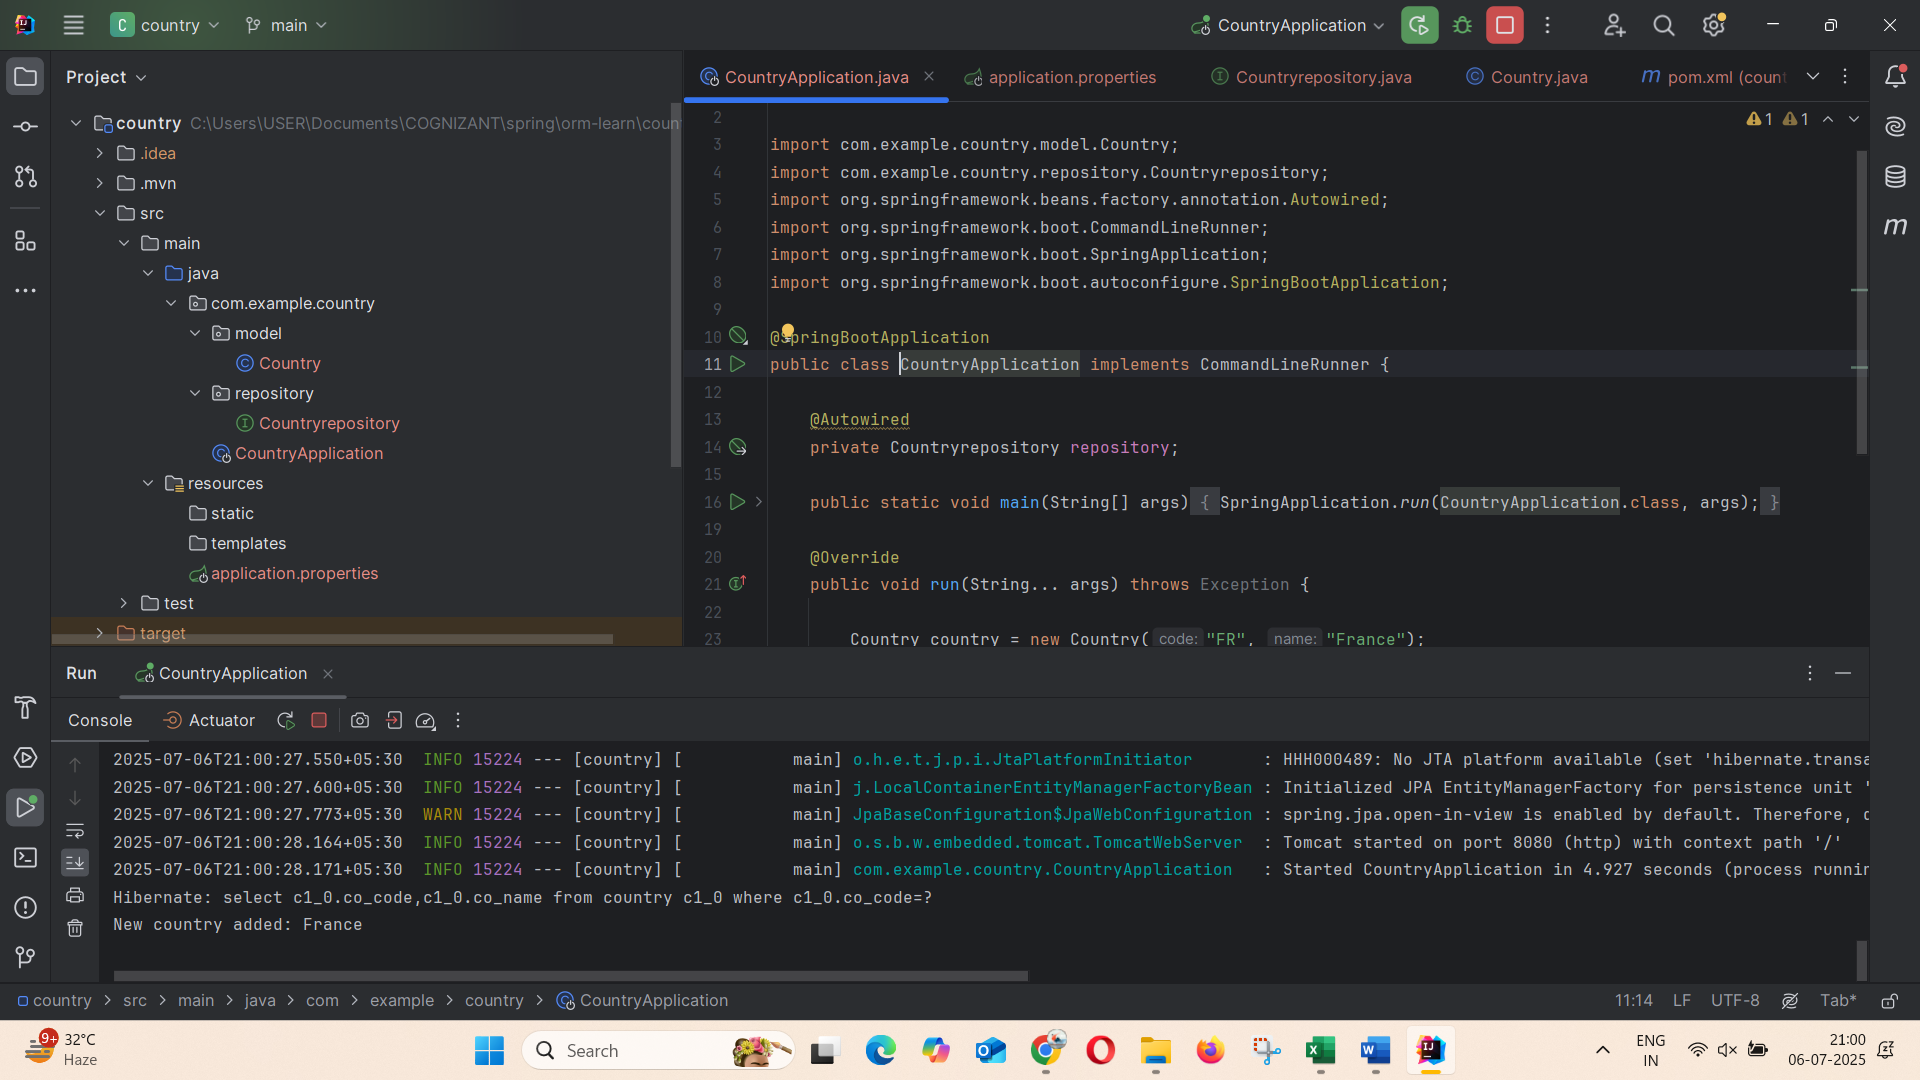 C country main CountryApplication
Project
CountryApplication.java application.properties Countryrepository.java Country.java m pom.xml (count
country C:\Users\USER\Documents\COGNIZANT\spring\orm-learn\coun
.idea
.mvn
src
main
java
com.example.country
model
Country
repository
Countryrepository
CountryApplication
resources
static
templates
application.properties
test
target
1 1
2
3 import com.example.country.model.Country;
4 import com.example.country.repository.Countryrepository;
5 import org.springframework.beans.factory.annotation.Autowired;
6 import org.springframework.boot.CommandLineRunner;
7 import org.springframework.boot.SpringApplication;
8 import org.springframework.boot.autoconfigure.SpringBootApplication;
9
10 @SpringBootApplication
11 public class CountryApplication implements CommandLineRunner {
12
13 @Autowired
14 private Countryrepository repository;
15
16 public static void main(String[] args) { SpringApplication.run(CountryApplication.class, args); }
19
20 @Override
21 public void run(String... args) throws Exception {
22
23 Country country = new Country( code: "FR", name: "France");
Run CountryApplication
Console Actuator
2025-07-06T21:00:27.550+05:30 INFO 15224 --- [country] [ main] o.h.e.t.j.p.i.JtaPlatformInitiator : HHH000489: No JTA platform available (set 'hibernate.transa
2025-07-06T21:00:27.600+05:30 INFO 15224 --- [country] [ main] j.LocalContainerEntityManagerFactoryBean : Initialized JPA EntityManagerFactory for persistence unit '
2025-07-06T21:00:27.773+05:30 WARN 15224 --- [country] [ main] JpaBaseConfiguration$JpaWebConfiguration : spring.jpa.open-in-view is enabled by default. Therefore, d
2025-07-06T21:00:28.164+05:30 INFO 15224 --- [country] [ main] o.s.b.w.embedded.tomcat.TomcatWebServer : Tomcat started on port 8080 (http) with context path '/'
2025-07-06T21:00:28.171+05:30 INFO 15224 --- [country] [ main] com.example.country.CountryApplication : Started CountryApplication in 4.927 seconds (process runnin
Hibernate: select c1_0.co_code,c1_0.co_name from country c1_0 where c1_0.co_code=?
New country added: France
country > src > main > java > com > example > country > CountryApplication 11:14 LF UTF-8 Tab*
9+ 32°C
Haze
Search
ENG
IN
21:00
06-07-2025